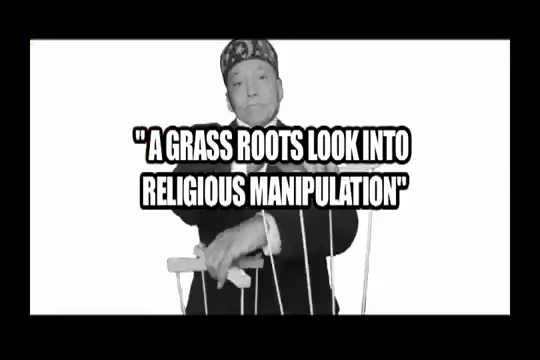 " A GRASS ROOTS LOOK INTO
RELIGIOUS MANIPULATION"